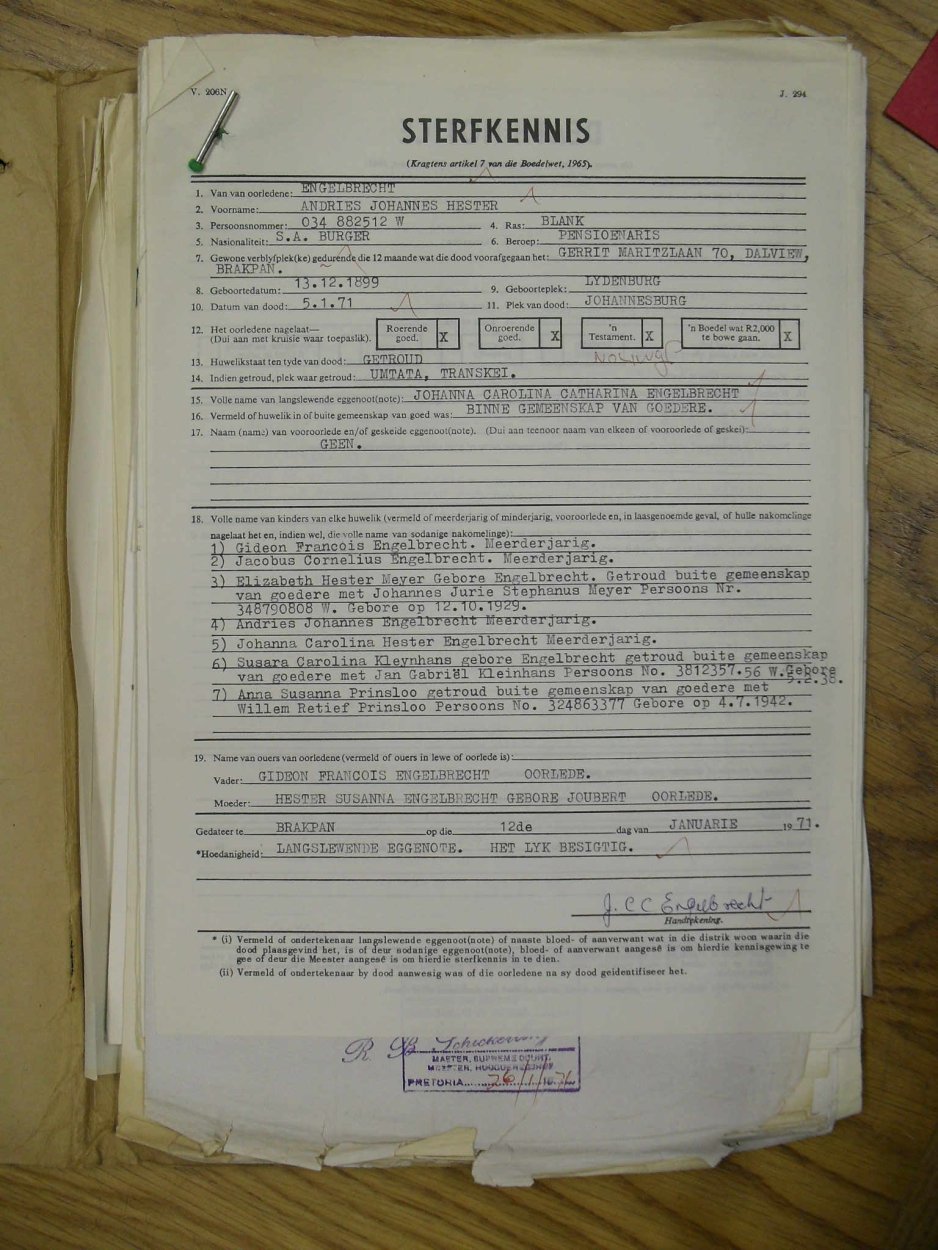 V. 206N J. 294
STERFKENNIS
(Kragtens artikel 7 van die Boedelwet, 1965).
1. Van van oorledene: ENGELBRECHT
2. Voorname: ANDRIES JOHANNES HESTER
3. Persoonsnommer: 034 882512 W 4. Ras: BLANK
5. Nasionaliteit: S.A. BURGER 6. Beroep: PENSIOENARIS
7. Gewone verblyfplek(ke) gedurende die 12 maande wat die dood voorafgegaan het: GERRIT MARITZLAAN 70, DALVIEW,
BRAKPAN.
8. Geboortedatum: 13.12.1899 9. Geboorteplek: LYDENBURG
10. Datum van dood: 5.1.71 11. Plek van dood: JOHANNESBURG
12. Het oorledene nagelaat—
(Dui aan met kruisie waar toepaslik). Roerende goed. X Onroerende goed. X 'n Testament. X 'n Boedel wat R2,000 te bowe gaan. X
13. Huwelikstaat ten tyde van dood: GETROUD
14. Indien getroud, plek waar getroud: UMTATA, TRANSKEI.
15. Volle name van langslewende eggenoot(note): JOHANNA CAROLINA CATHARINA ENGELBRECHT
16. Vermeld of huwelik in of buite gemeenskap van goed was: BINNE GEMEENSKAP VAN GOEDERE.
17. Naam (name) van vooroorlede en/of geskeide eggenoot(note). (Dui aan teenoor naam van elkeen of vooroorlede of geskei):
GEEN.
18. Volle name van kinders van elke huwelik (vermeld of meerderjarig of minderjarig, vooroorlede en, in laasgenoemde geval, of hulle nakomelinge
nagelaat het en, indien wel, die volle name van sodanige nakomelinge):
1) Gideon Francois Engelbrecht. Meerderjarig.
2) Jacobus Cornelius Engelbrecht. Meerderjarig.
3) Elizabeth Hester Meyer Gebore Engelbrecht. Getroud buite gemeenskap
van goedere met Johannes Jurie Stephanus Meyer Persoons Nr.
348790808 W. Gebore op 12.10.1929.
4) Andries Johannes Engelbrecht Meerderjarig.
5) Johanna Carolina Hester Engelbrecht Meerderjarig.
6) Susara Carolina Kleynhans gebore Engelbrecht getroud buite gemeenskap
van goedere met Jan Gabriël Kleinhans Persoons No. 3812357.56 W.Gebore
9.2.38.
7) Anna Susanna Prinsloo getroud buite gemeenskap van goedere met
Willem Retief Prinsloo Persoons No. 324863377 Gebore op 4.7.1942.
19. Name van ouers van oorledene (vermeld of ouers in lewe of oorlede is):
Vader: GIDEON FRANCOIS ENGELBRECHT OORLEDE.
Moeder: HESTER SUSANNA ENGELBRECHT GEBORE JOUBERT OORLEDE.
Gedateer te BRAKPAN op die 12de dag van JANUARIE 1971.
*Hoedanigheid: LANGSLEWENDE EGGENOTE. HET LYK BESIGTIG.
J. C C Engelbrecht
Handtekening.
* (i) Vermeld of ondertekenaar langslewende eggenoot(note) of naaste bloed- of aanverwant wat in die distrik woon waarin die
dood plaasgevind het, is of deur sodanige eggenoot(note), bloed- of aanverwant aangesê is om hierdie kennisgewing te
gee of deur die Meester aangesê is om hierdie sterfkennis in te dien.
(ii) Vermeld of ondertekenaar by dood aanwesig was of die oorledene na sy dood geidentifiseer het.
MASTER, SUPREME COURT,
MEESTER, HOOGGEREGSHOF
PRETORIA 26/1/1971